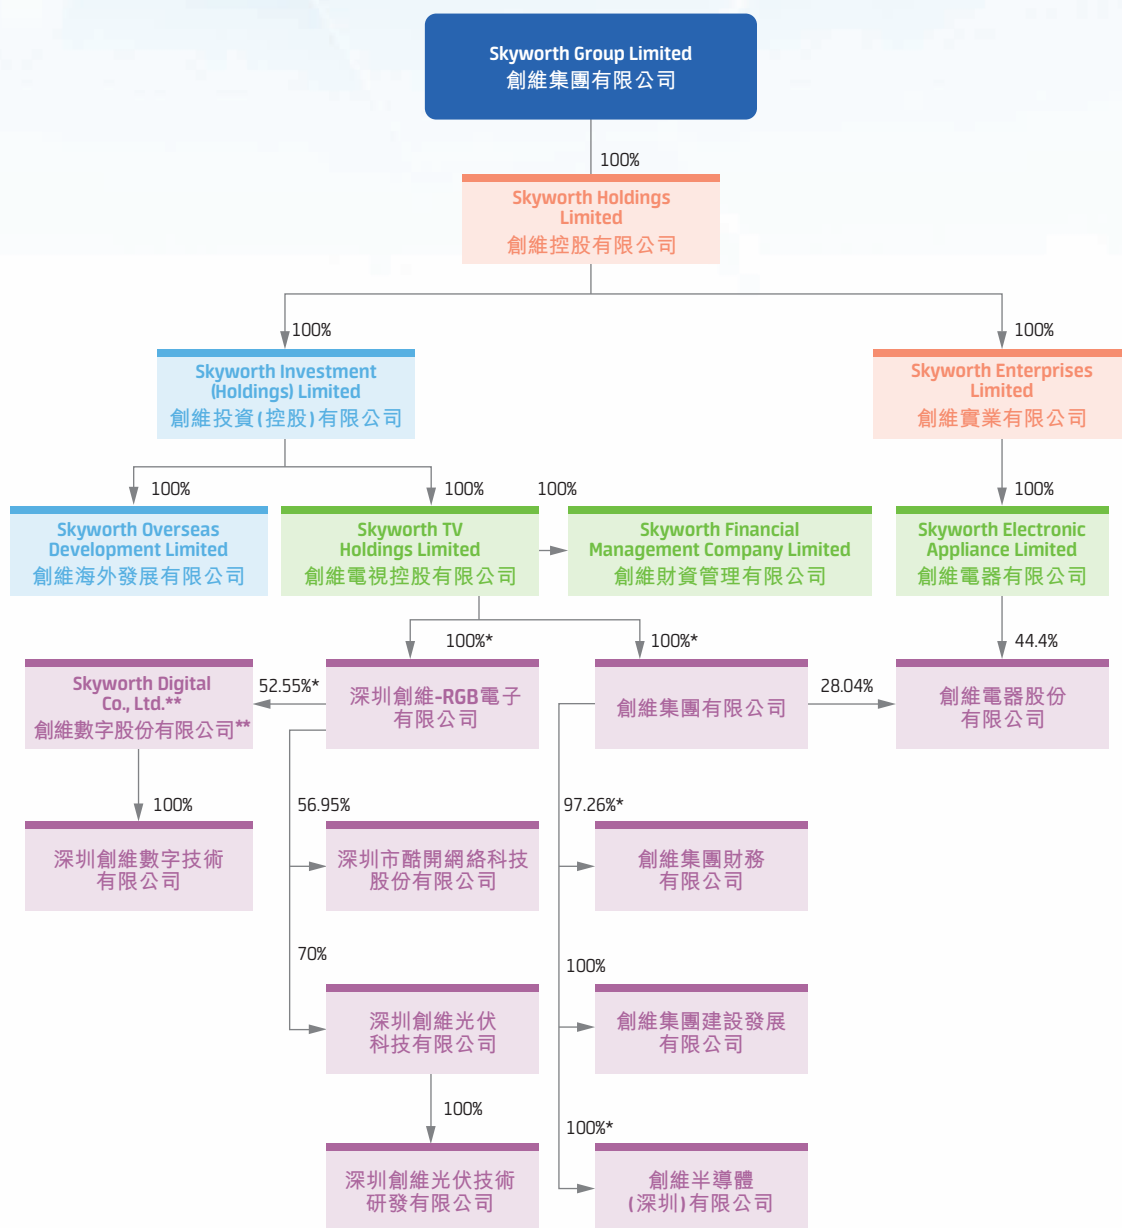 Skyworth Group Limited
創維集團有限公司
100%
Skyworth Holdings
Limited
創維控股有限公司
100%
100%
Skyworth Investment
(Holdings) Limited
創維投資(控股)有限公司
Skyworth Enterprises
Limited
創維實業有限公司
100%
100%
100%
100%
Skyworth Overseas
Development Limited
創維海外發展有限公司
Skyworth TV
Holdings Limited
創維電視控股有限公司
Skyworth Financial
Management Company Limited
創維財資管理有限公司
Skyworth Electronic
Appliance Limited
創維電器有限公司
100%*
100%*
44.4%
Skyworth Digital
Co., Ltd.**
創維數字股份有限公司**
52.55%*
深圳創維-RGB電子
有限公司
創維集團有限公司
28.04%
創維電器股份
有限公司
100%
56.95%
97.26%*
深圳創維數字技術
有限公司
深圳市酷開網絡科技
股份有限公司
創維集團財務
有限公司
70%
100%
深圳創維光伏
科技有限公司
創維集團建設發展
有限公司
100%
100%*
深圳創維光伏技術
研發有限公司
創維半導體
(深圳)有限公司